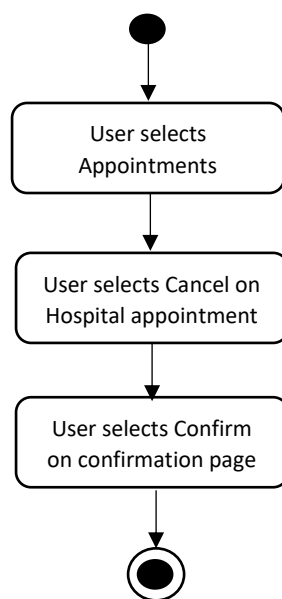 User selects
Appointments
User selects Cancel on
Hospital appointment
User selects Confirm
on confirmation page